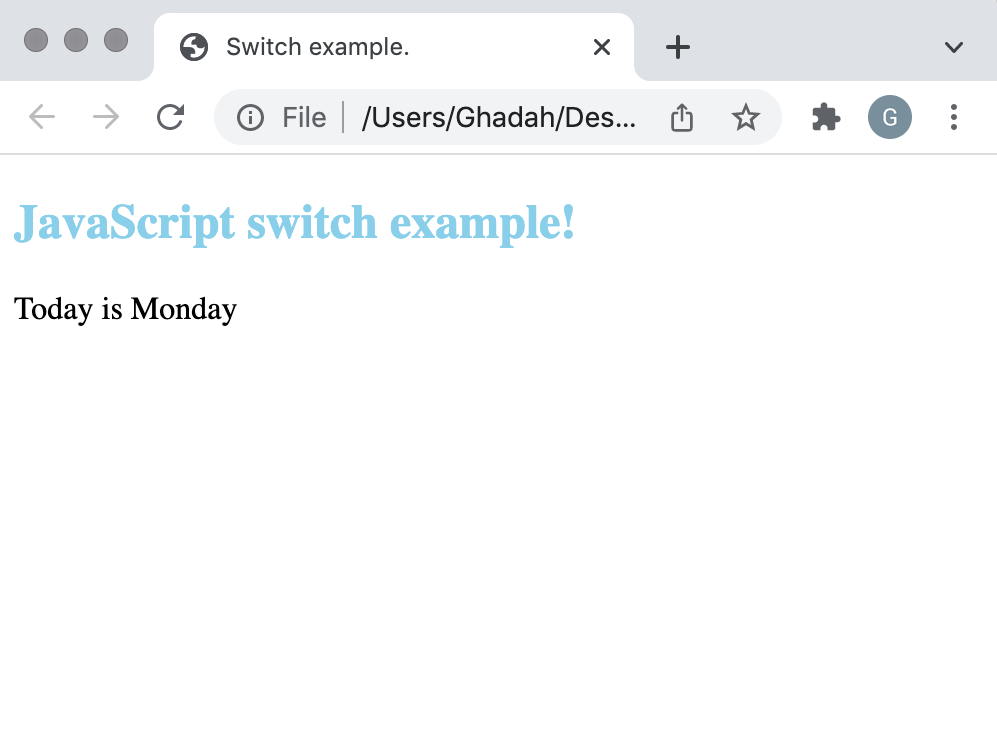 Switch example.
File /Users/Ghadah/Des...
G
JavaScript switch example!
Today is Monday